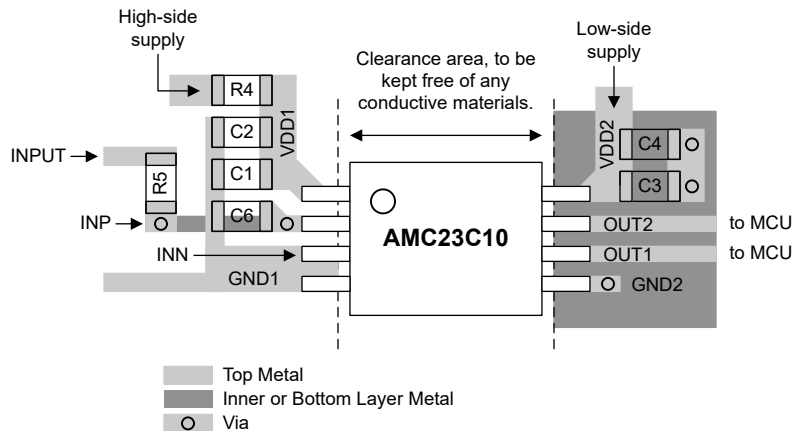 High-side
supply
Low-side
supply
Clearance area, to be
kept free of any
conductive materials.
R4
C2
VDD1
VDD2
C4
INPUT
R5
C1
C3
INP
C6
AMC23C10
OUT2
to MCU
INN
OUT1
to MCU
GND1
GND2
Top Metal
Inner or Bottom Layer Metal
Via